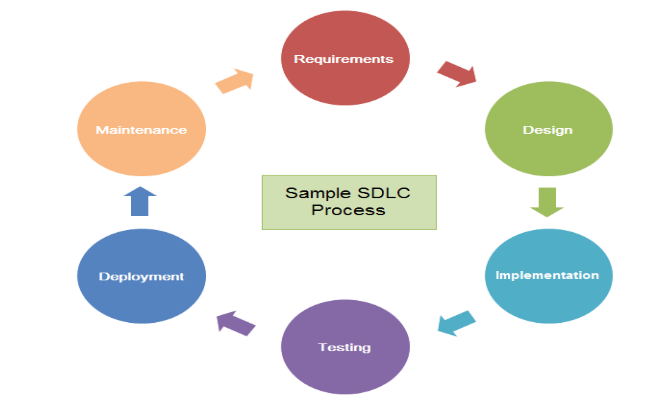 Requirements
Design
Implementation
Testing
Deployment
Maintenance
Sample SDLC
Process